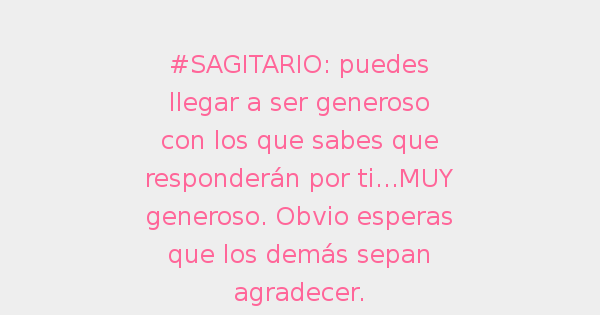 #SAGITARIO: puedes
llegar a ser generoso
con los que sabes que
responderán por ti...MUY
generoso. Obvio esperas
que los demás sepan
agradecer.